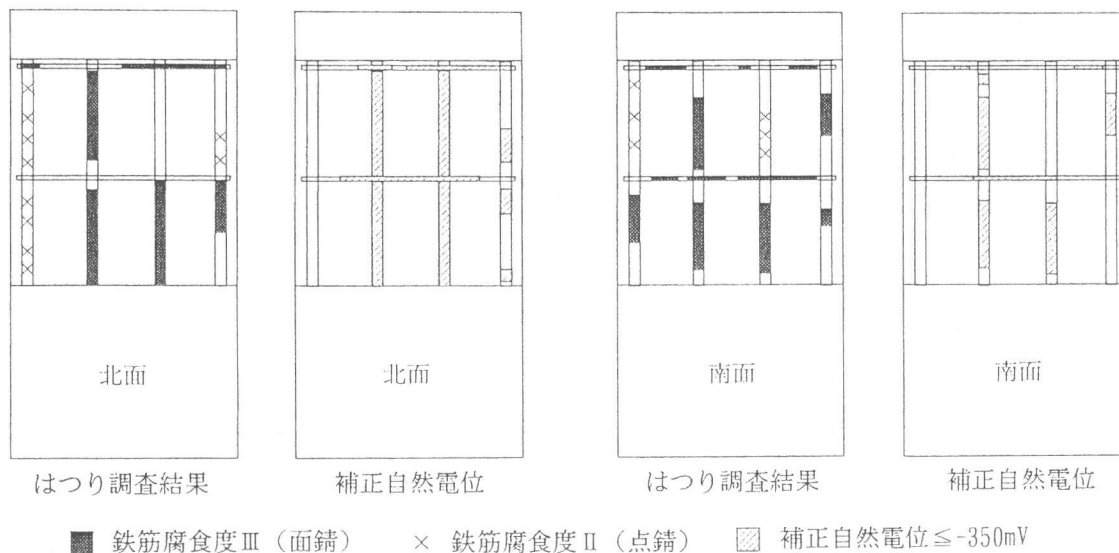 北面
北面
南面
南面
はつり調査結果
補正自然電位
はつり調査結果
補正自然電位
鉄筋腐食度Ⅲ(面錆)
× 鉄筋腐食度Ⅱ(点錆)
補正自然電位≦-350mV